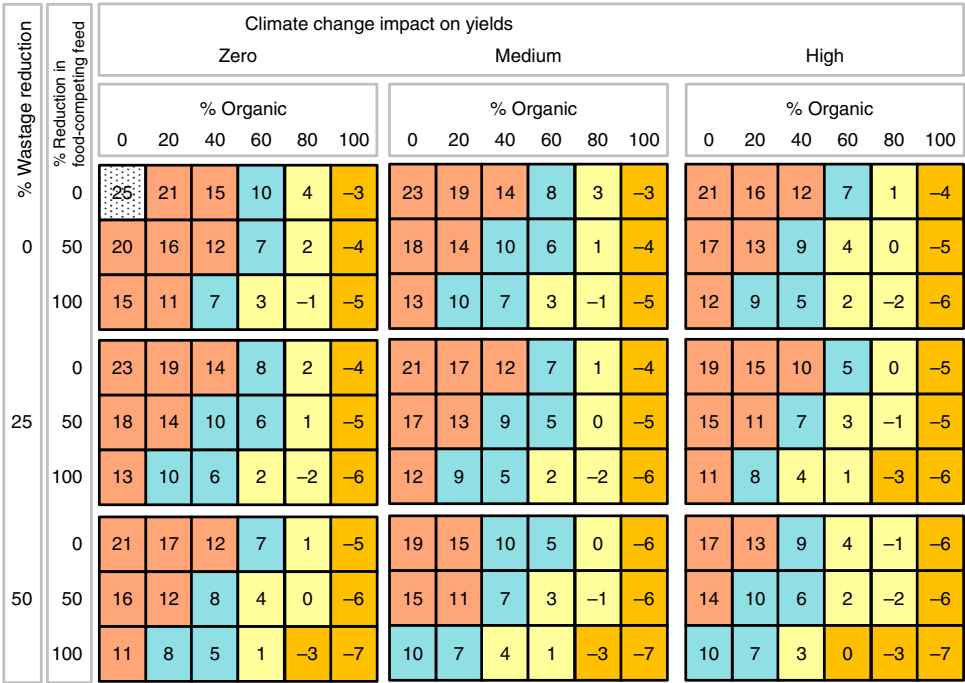 Climate change impact on yields
Zero Medium High
% Wastage reduction
% Reduction in
food-competing feed
% Organic % Organic % Organic
0 20 40 60 80 100 0 20 40 60 80 100 0 20 40 60 80 100
0 25 21 15 10 4 –3 23 19 14 8 3 –3 21 16 12 7 1 –4
0 50 20 16 12 7 2 –4 18 14 10 6 1 –4 17 13 9 4 0 –5
100 15 11 7 3 –1 –5 13 10 7 3 –1 –5 12 9 5 2 –2 –6
0 23 19 14 8 2 –4 21 17 12 7 1 –4 19 15 10 5 0 –5
25 50 18 14 10 6 1 –5 17 13 9 5 0 –5 15 11 7 3 –1 –5
100 13 10 6 2 –2 –6 12 9 5 2 –2 –6 11 8 4 1 –3 –6
0 21 17 12 7 1 –5 19 15 10 5 0 –6 17 13 9 4 –1 –6
50 50 16 12 8 4 0 –6 15 11 7 3 –1 –6 14 10 6 2 –2 –6
100 11 8 5 1 –3 –7 10 7 4 1 –3 –7 10 7 3 0 –3 –7